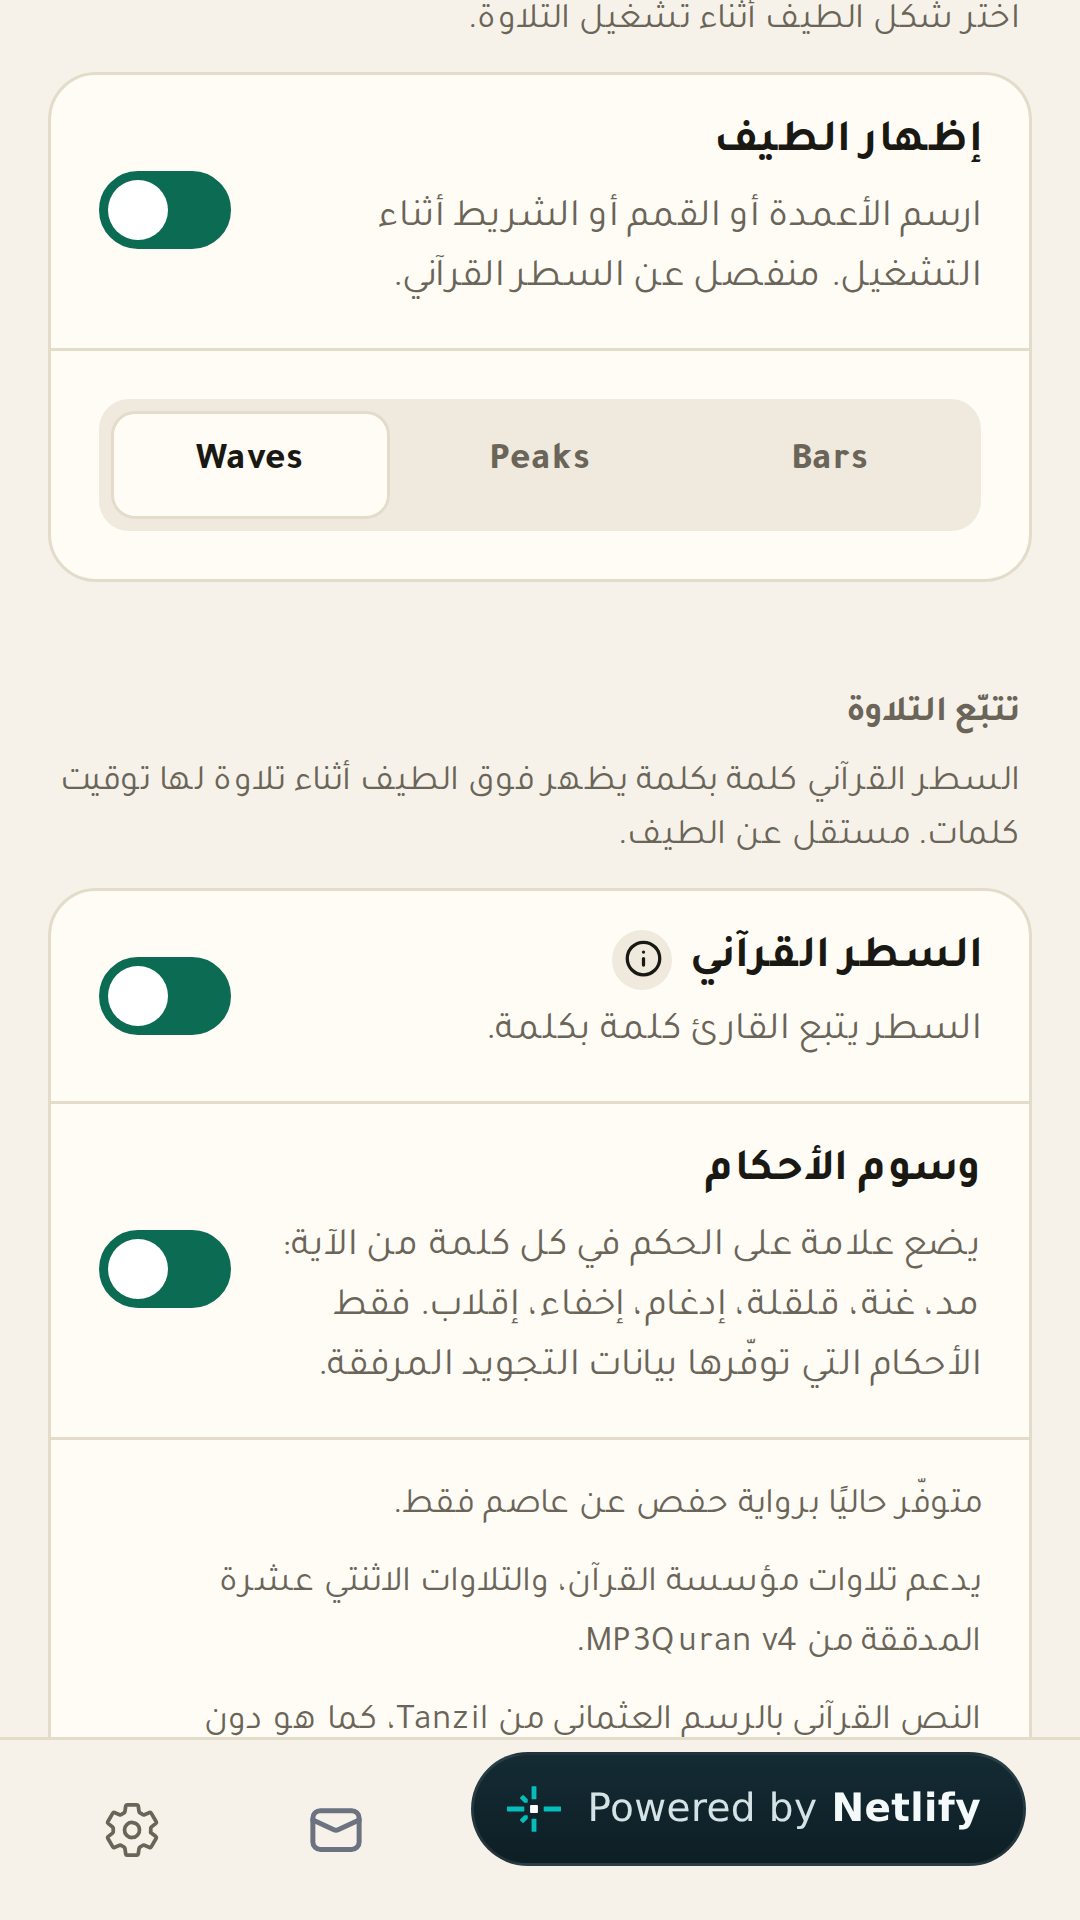 اختر شكل الطيف أثناء تشغيل التلاوة.
إظهار الطيف
ارسم الأعمدة أو القمم أو الشريط أثناء
التشغيل. منفصل عن السطر القرآني.
Bars
Peaks
Waves
تتبّع التلاوة
السطر القرآني كلمة بكلمة يظهر فوق الطيف أثناء تلاوة لها توقيت
كلمات. مستقل عن الطيف.
السطر القرآني
السطر يتبع القارئ كلمة بكلمة.
وسوم الأحكام
يضع علامة على الحكم في كل كلمة من الآية:
مد، غنة، قلقلة، إدغام، إخفاء، إقلاب. فقط
الأحكام التي توفّرها بيانات التجويد المرفقة.
متوفّر حاليًا برواية حفص عن عاصم فقط.
يدعم تلاوات مؤسسة القرآن، والتلاوات الاثنتي عشرة
المدققة من MP3Quran v4.
النص القرآني بالرسم العثماني من Tanzil، كما هو دون
Powered by Netlify